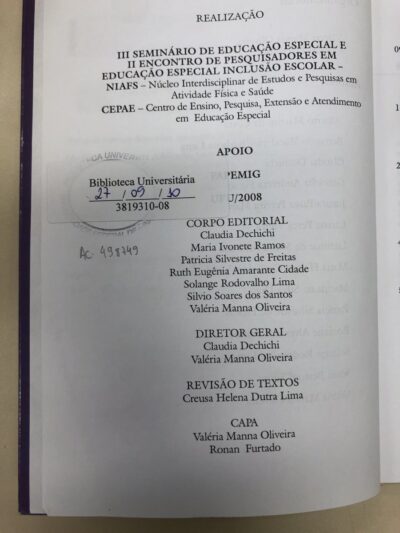 REALIZAÇÃO
III SEMINÁRIO DE EDUCAÇÃO ESPECIAL E
II ENCONTRO DE PESQUISADORES EM
EDUCAÇÃO ESPECIAL INCLUSÃO ESCOLAR –
NIAFS – Núcleo Interdisciplinar de Estudos e Pesquisas em
Atividade Física e Saúde
CEPAE – Centro de Ensino, Pesquisa, Extensão e Atendimento
em Educação Especial
APOIO
EMIG
/2008
Biblioteca Universitária
27 / 09 / 10
3819310-08
Ac. 498749
CORPO EDITORIAL
Claudia Dechichi
Maria Ivonete Ramos
Patricia Silvestre de Freitas
Ruth Eugênia Amarante Cidade
Solange Rodovalho Lima
Silvio Soares dos Santos
Valéria Manna Oliveira
DIRETOR GERAL
Claudia Dechichi
Valéria Manna Oliveira
REVISÃO DE TEXTOS
Creusa Helena Dutra Lima
CAPA
Valéria Manna Oliveira
Ronan Furtado